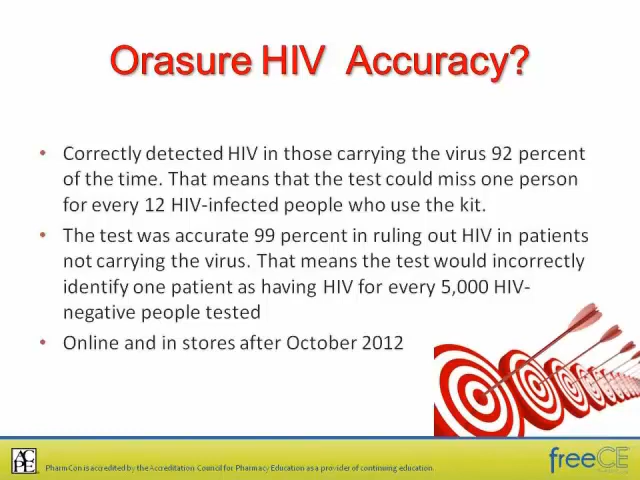 Orasure HIV Accuracy?
• Correctly detected HIV in those carrying the virus 92 percent
of the time. That means that the test could miss one person
for every 12 HIV-infected people who use the kit.
• The test was accurate 99 percent in ruling out HIV in patients
not carrying the virus. That means the test would incorrectly
identify one patient as having HIV for every 5,000 HIV-
negative people tested
• Online and in stores after October 2012
ACPE
PharmCon is accredited by the Accreditation Council for Pharmacy Education as a provider of continuing education.
freeCE